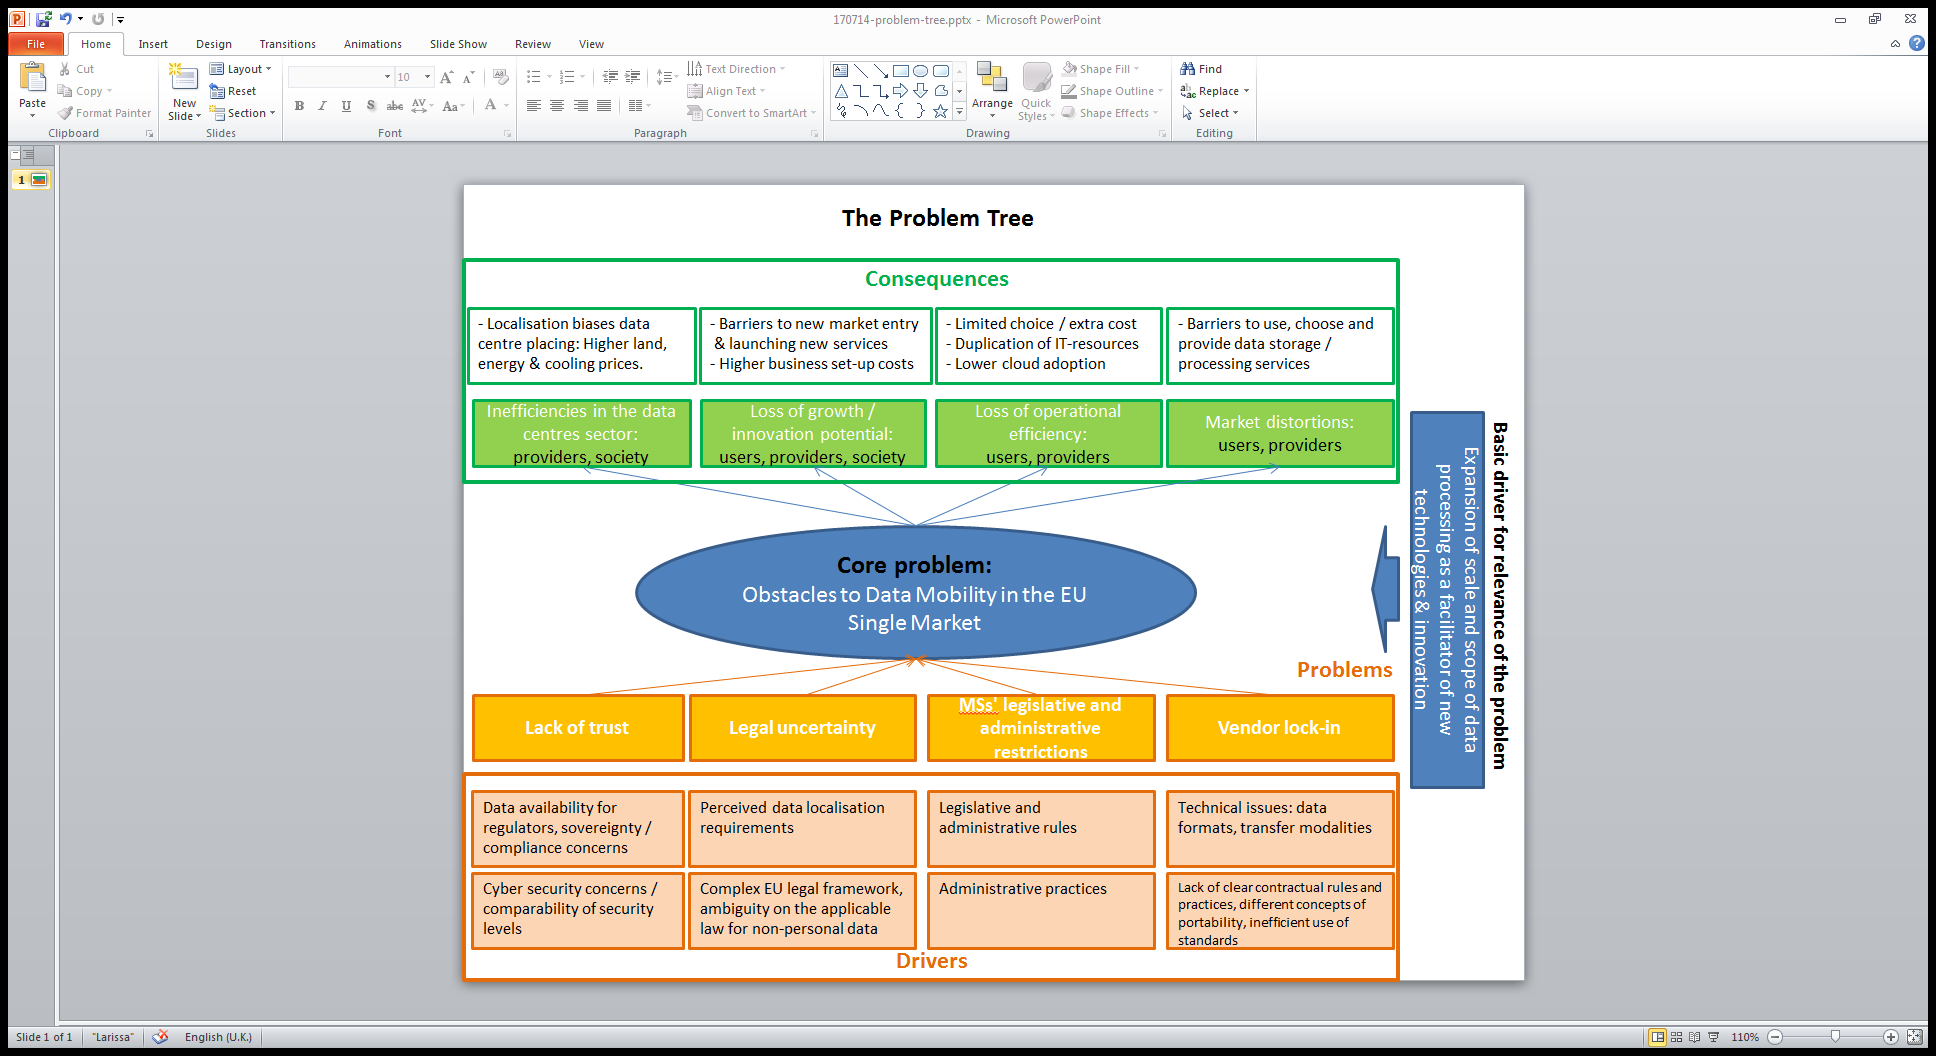 170714-problem-tree.pptx - Microsoft PowerPoint
File Home Insert Design Transitions Animations Slide Show Review View
Paste
Cut
Copy
Format Painter
Clipboard
New
Slide
Layout
Reset
Section
Slides
10
B I U S abc AV Aa A
Font
Text Direction
Align Text
Convert to SmartArt
Paragraph
Arrange
Quick
Styles
Shape Fill
Shape Outline
Shape Effects
Drawing
Find
Replace
Select
Editing
1
The Problem Tree
Consequences
- Localisation biases data
centre placing: Higher land,
energy & cooling prices.
- Barriers to new market entry
& launching new services
- Higher business set-up costs
- Limited choice / extra cost
- Duplication of IT-resources
- Lower cloud adoption
- Barriers to use, choose and
provide data storage /
processing services
Inefficiencies in the data
centres sector:
providers, society
Loss of growth /
innovation potential:
users, providers, society
Loss of operational
efficiency:
users, providers
Market distortions:
users, providers
Core problem:
Obstacles to Data Mobility in the EU
Single Market
Basic driver for relevance of the problem
Expansion of scale and scope of data
processing as a facilitator of new
technologies & innovation
Problems
Lack of trust
Legal uncertainty
MSs' legislative and
administrative
restrictions
Vendor lock-in
Data availability for
regulators, sovereignty /
compliance concerns
Perceived data localisation
requirements
Legislative and
administrative rules
Technical issues: data
formats, transfer modalities
Cyber security concerns /
comparability of security
levels
Complex EU legal framework,
ambiguity on the applicable
law for non-personal data
Administrative practices
Lack of clear contractual rules and
practices, different concepts of
portability, inefficient use of
standards
Drivers
Slide 1 of 1 "Larissa" English (U.K.) 110%